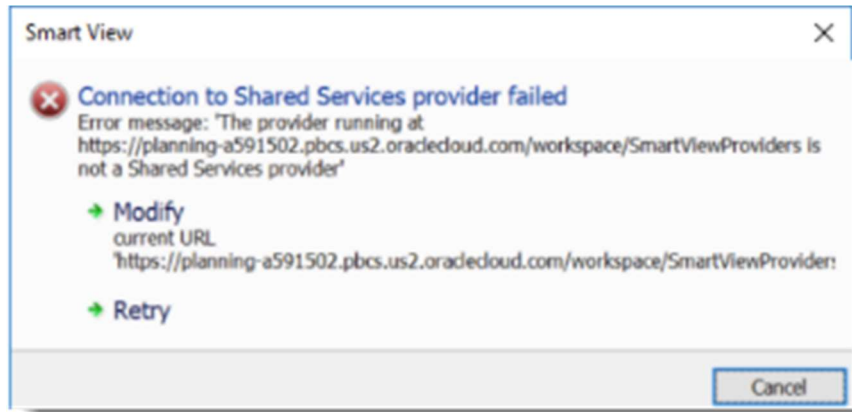 Smart View
Connection to Shared Services provider failed
Error message: 'The provider running at
https://planning-a591502.pbcs.us2.oraclecloud.com/workspace/SmartViewProviders is
not a Shared Services provider'
Modify
current URL
'https://planning-a591502.pbcs.us2.oraclecloud.com/workspace/SmartViewProviders
Retry
Cancel